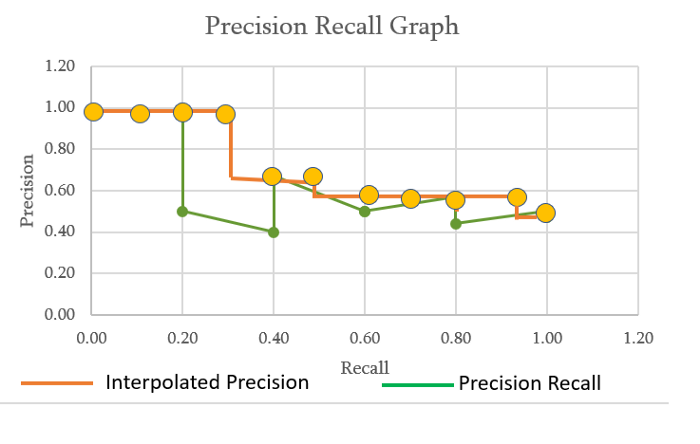 Precision Recall Graph
1.20
1.00
0.80
0.60
0.40
0.20
0.00
Precision
0.00 0.20 0.40 0.60 0.80 1.00 1.20
Recall
Interpolated Precision Precision Recall